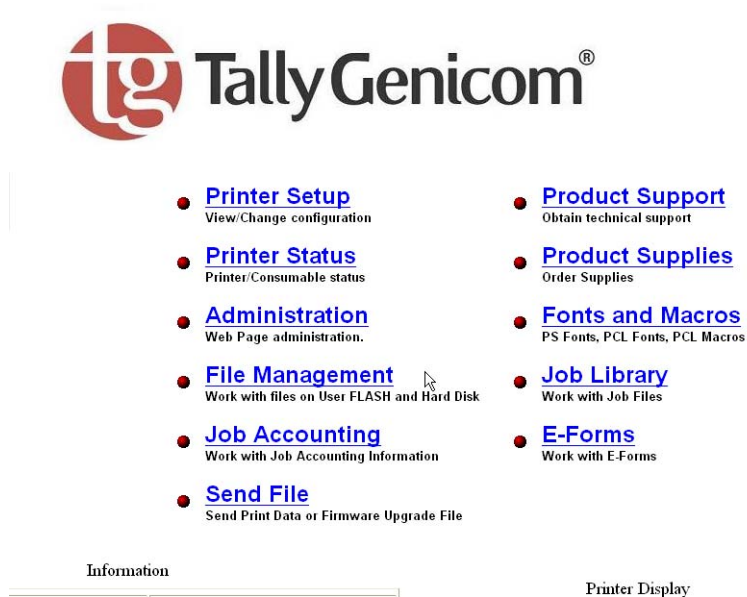 tg TallyGenicom®
Printer Setup
View/Change configuration
Printer Status
Printer/Consumable status
Administration
Web Page administration.
File Management
Work with files on User FLASH and Hard Disk
Job Accounting
Work with Job Accounting Information
Send File
Send Print Data or Firmware Upgrade File
Product Support
Obtain technical support
Product Supplies
Order Supplies
Fonts and Macros
PS Fonts, PCL Fonts, PCL Macros
Job Library
Work with Job Files
E-Forms
Work with E-Forms
Information
Printer Display